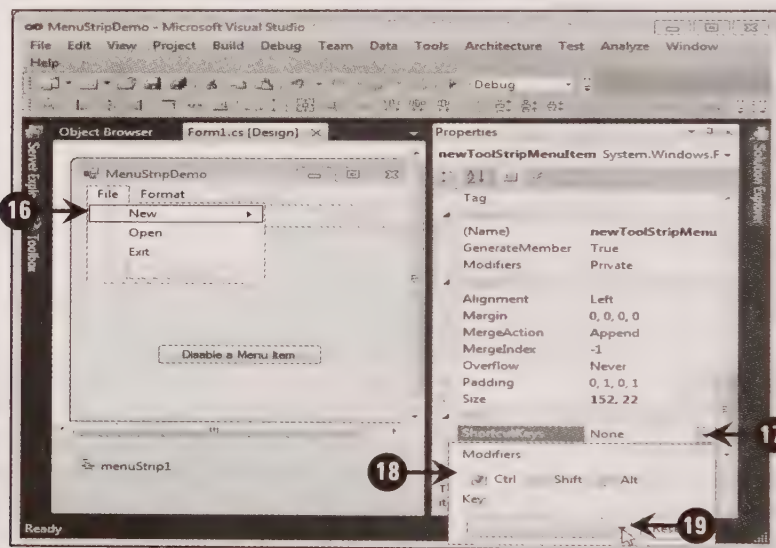 MenuStripDemo - Microsoft Visual Studio
File Edit View Project Build Debug Team Data Tools Architecture Test Analyze Window
Help
Debug
Object Browser Form1.cs [Design]
Properties
Toolbox
Solution Explorer
MenuStripDemo
File Format
16
New
Open
Exit
Disable a Menu Item
menuStrip1
newToolStripMenuItem System.Windows.F
Tag
(Name) newToolStripMenu
GenerateMember True
Modifiers Private
Alignment Left
Margin 0, 0, 0, 0
MergeAction Append
MergeIndex -1
Overflow Never
Padding 0, 1, 0, 1
Size 152, 22
ShortcutKeys None
17
18
Modifiers
Ctrl Shift Alt
Key:
19
Ready